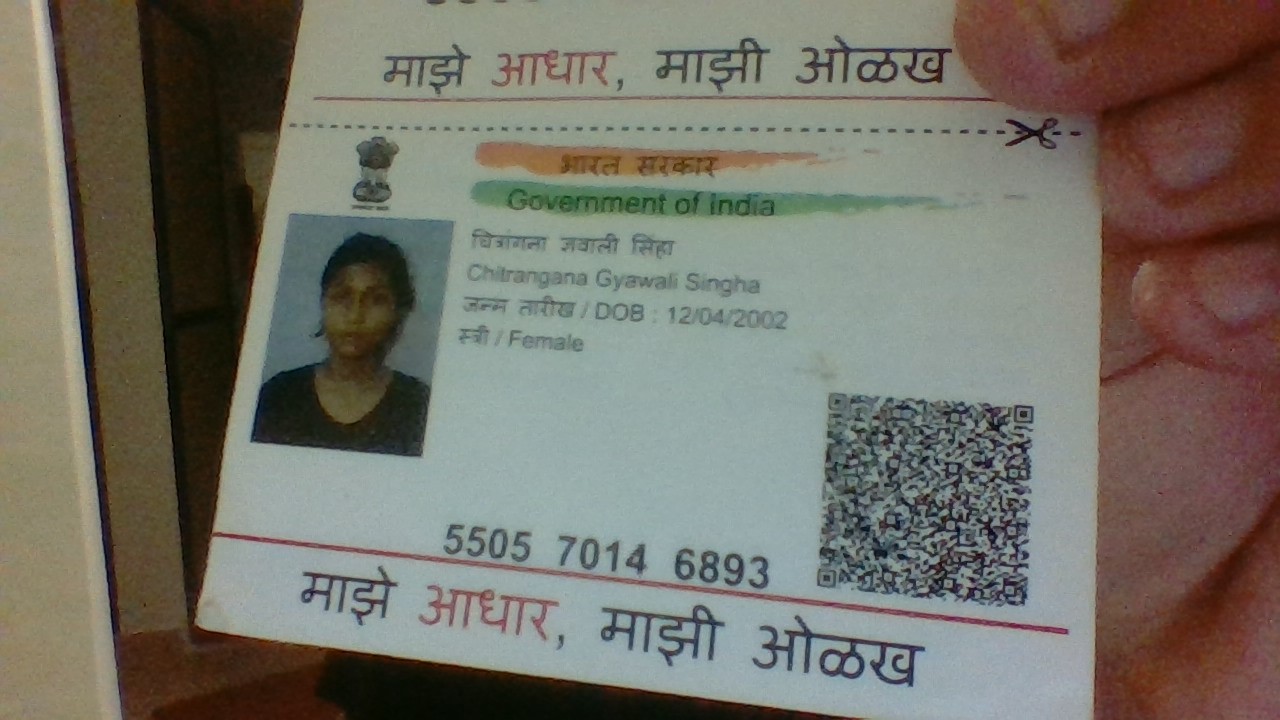 माझे आधार, माझी ओळख
भारत सरकार
Government of India
चित्रांगना ज्ञवाली सिंहा
Chitrangana Gyawali Singha
जन्म तारीख / DOB : 12/04/2002
स्त्री / Female
5505 7014 6893
माझे आधार, माझी ओळख